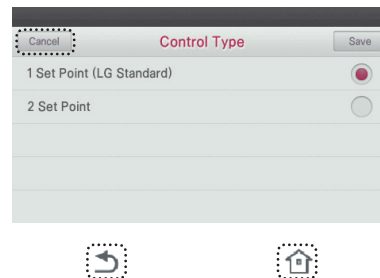 Cancel Control Type Save
1 Set Point (LG Standard)
2 Set Point